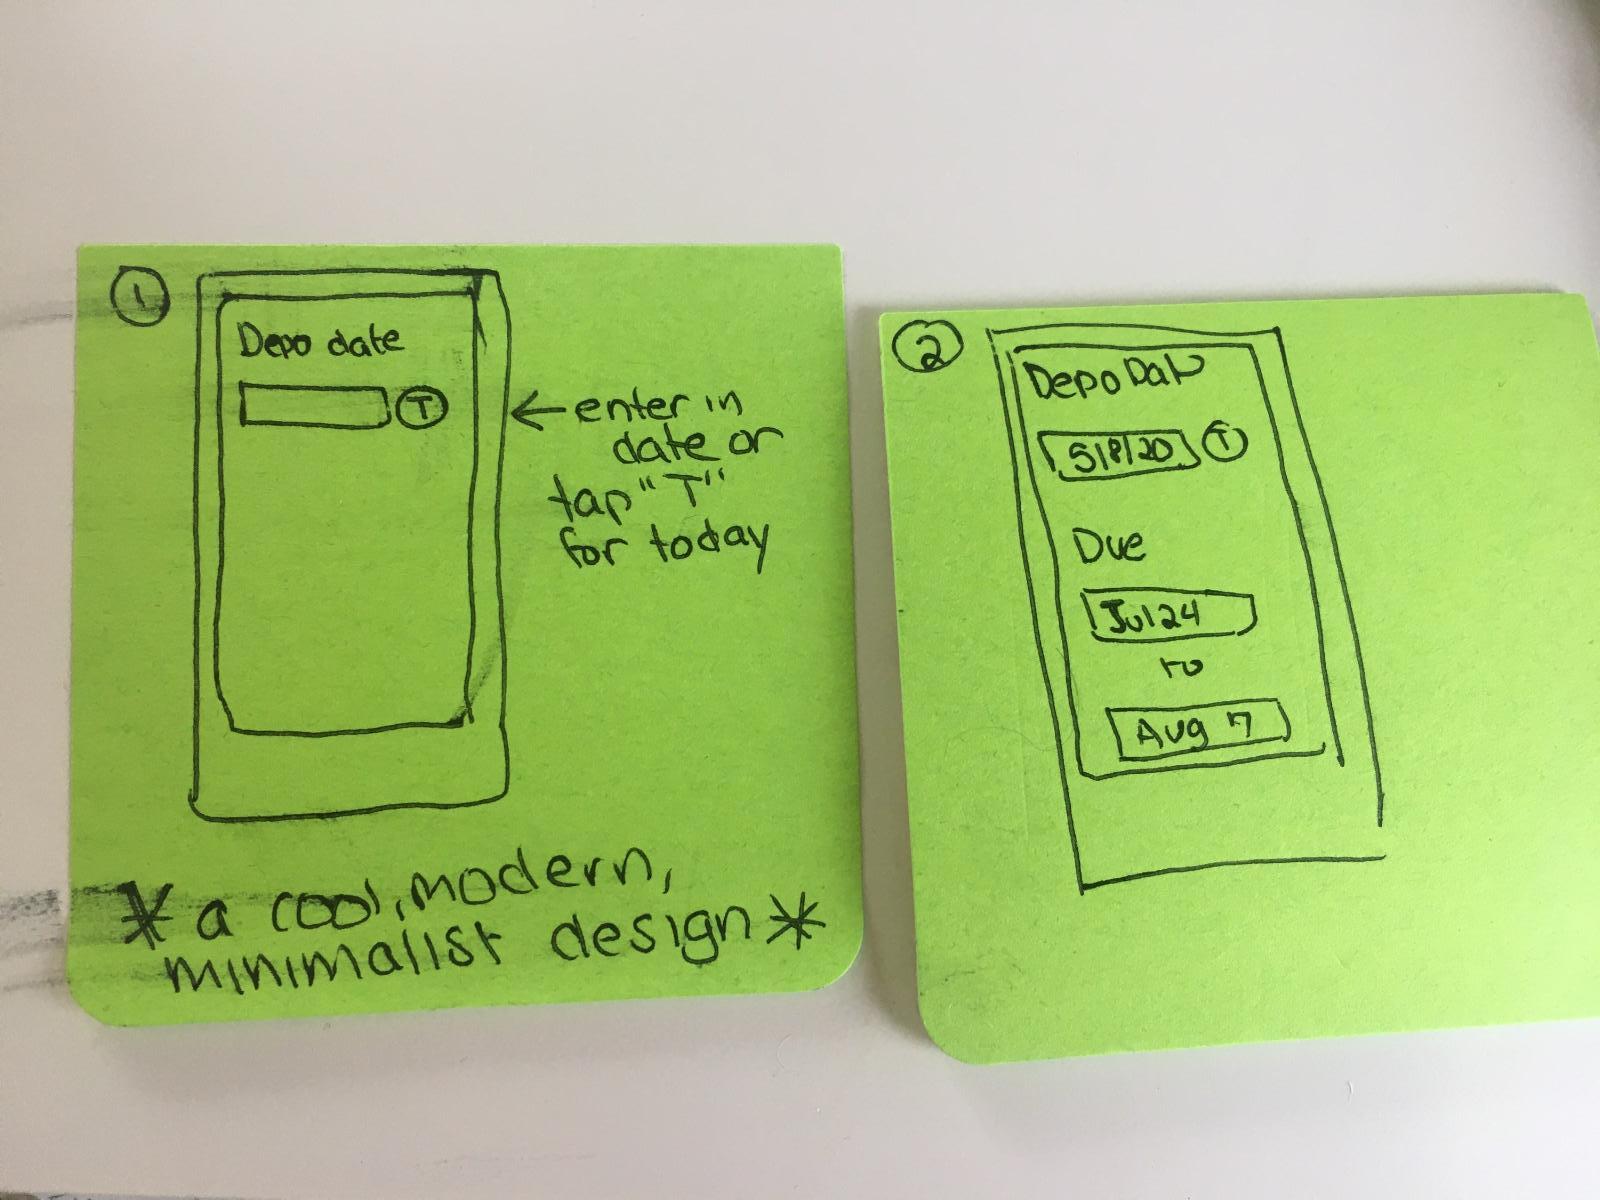 1
Depo date
T
← enter in
date or
tap "T"
for today
* a cool, modern,
minimalist design *
2
Depo Dat
5/8/20 T
Due
Jul 24
to
Aug 7